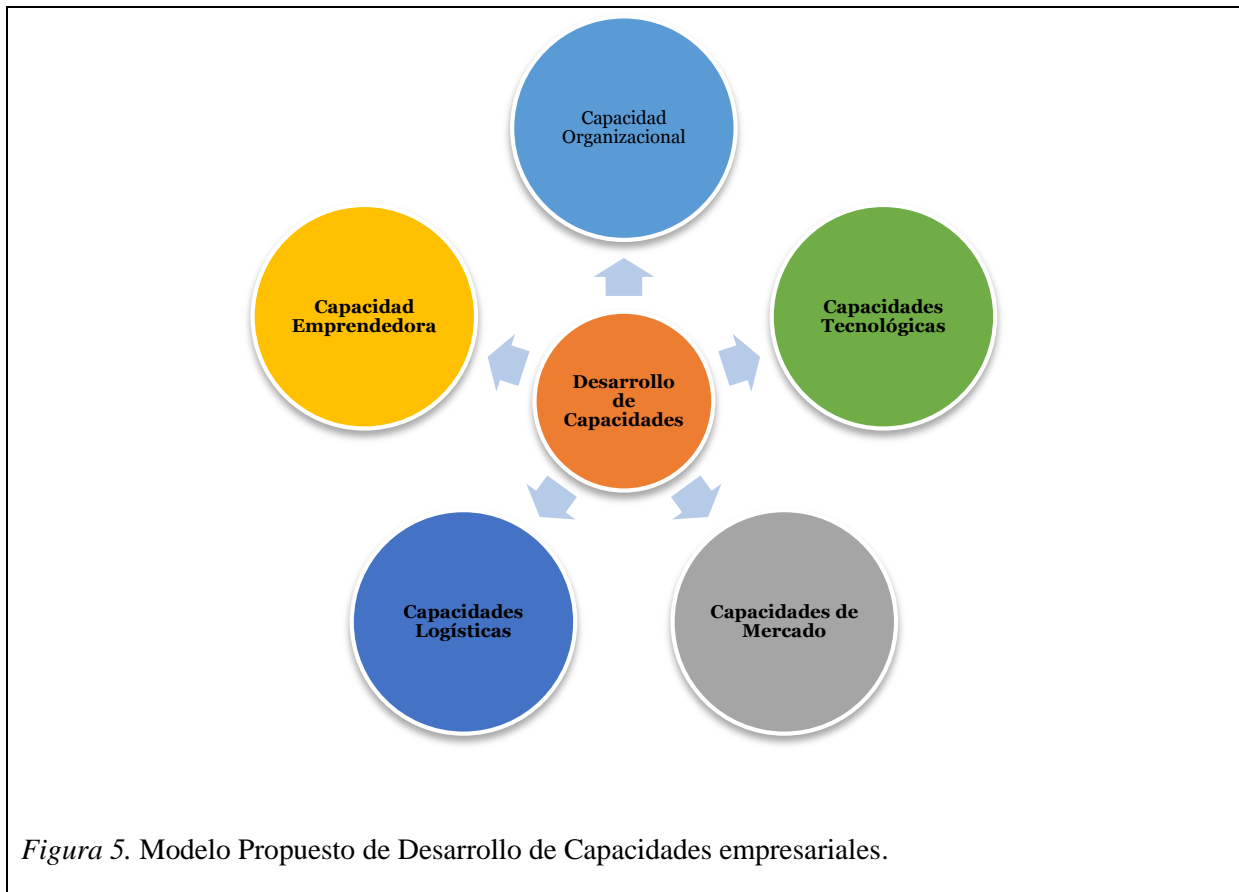 Capacidad
Organizacional
Capacidad
Emprendedora
Capacidades
Tecnológicas
Desarrollo
de
Capacidades
Capacidades
Logísticas
Capacidades de
Mercado
Figura 5. Modelo Propuesto de Desarrollo de Capacidades empresariales.